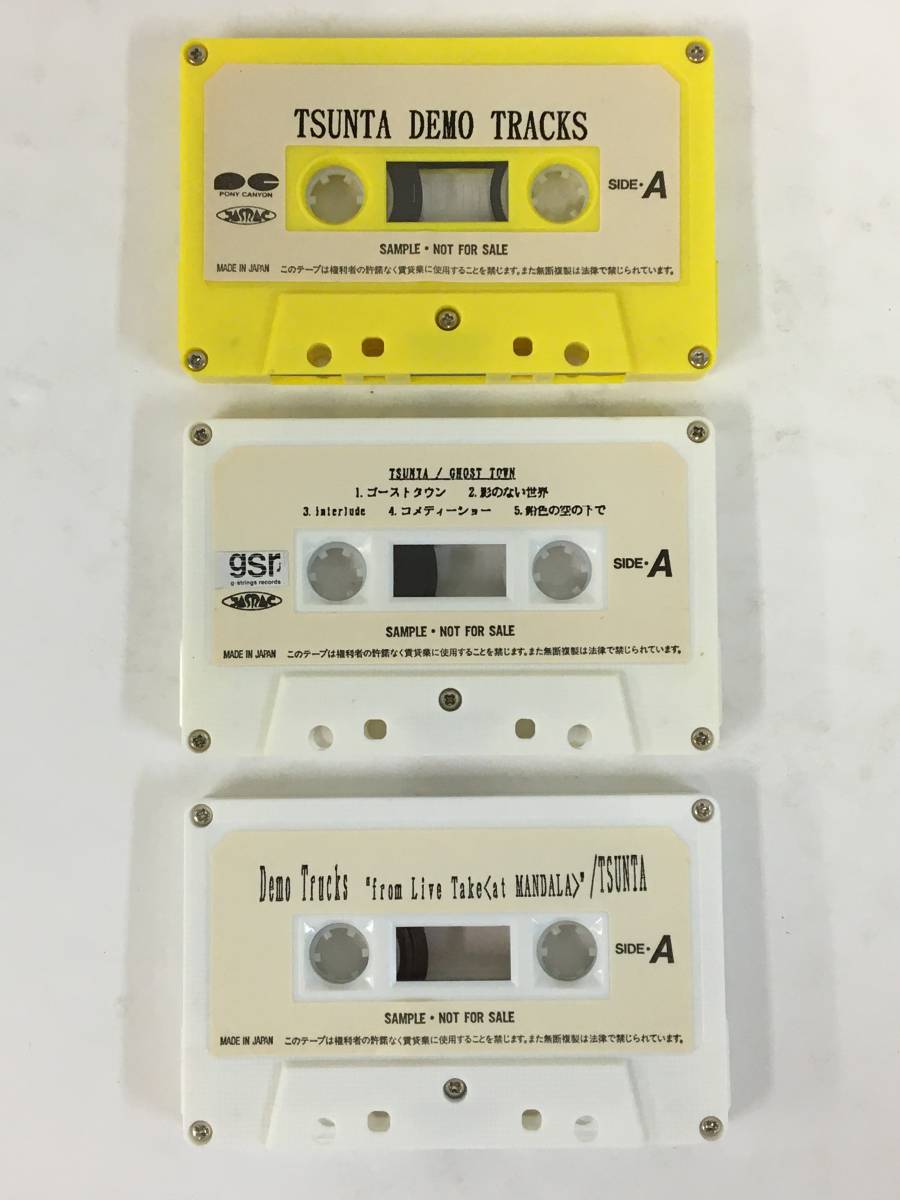 TSUNTA DEMO TRACKS
PONY CANYON
JASRAC
SIDE・A
SAMPLE・NOT FOR SALE
MADE IN JAPAN このテープは権利者の許諾なく賃貸業に使用することを禁じます。また無断複製は法律で禁じられています。
TSUNTA / GHOST TOWN
1. ゴーストタウン 2. 影のない世界
3. interlude 4. コメディーショー 5. 鉛色の空の下で
gsr
g-strings records
JASRAC
SIDE・A
SAMPLE・NOT FOR SALE
MADE IN JAPAN このテープは権利者の許諾なく賃貸業に使用することを禁じます。また無断複製は法律で禁じられています。
Demo Trucks "from Live Take<at MANDALA>"/TSUNTA
SIDE・A
SAMPLE・NOT FOR SALE
MADE IN JAPAN このテープは権利者の許諾なく賃貸業に使用することを禁じます。また無断複製は法律で禁じられています。